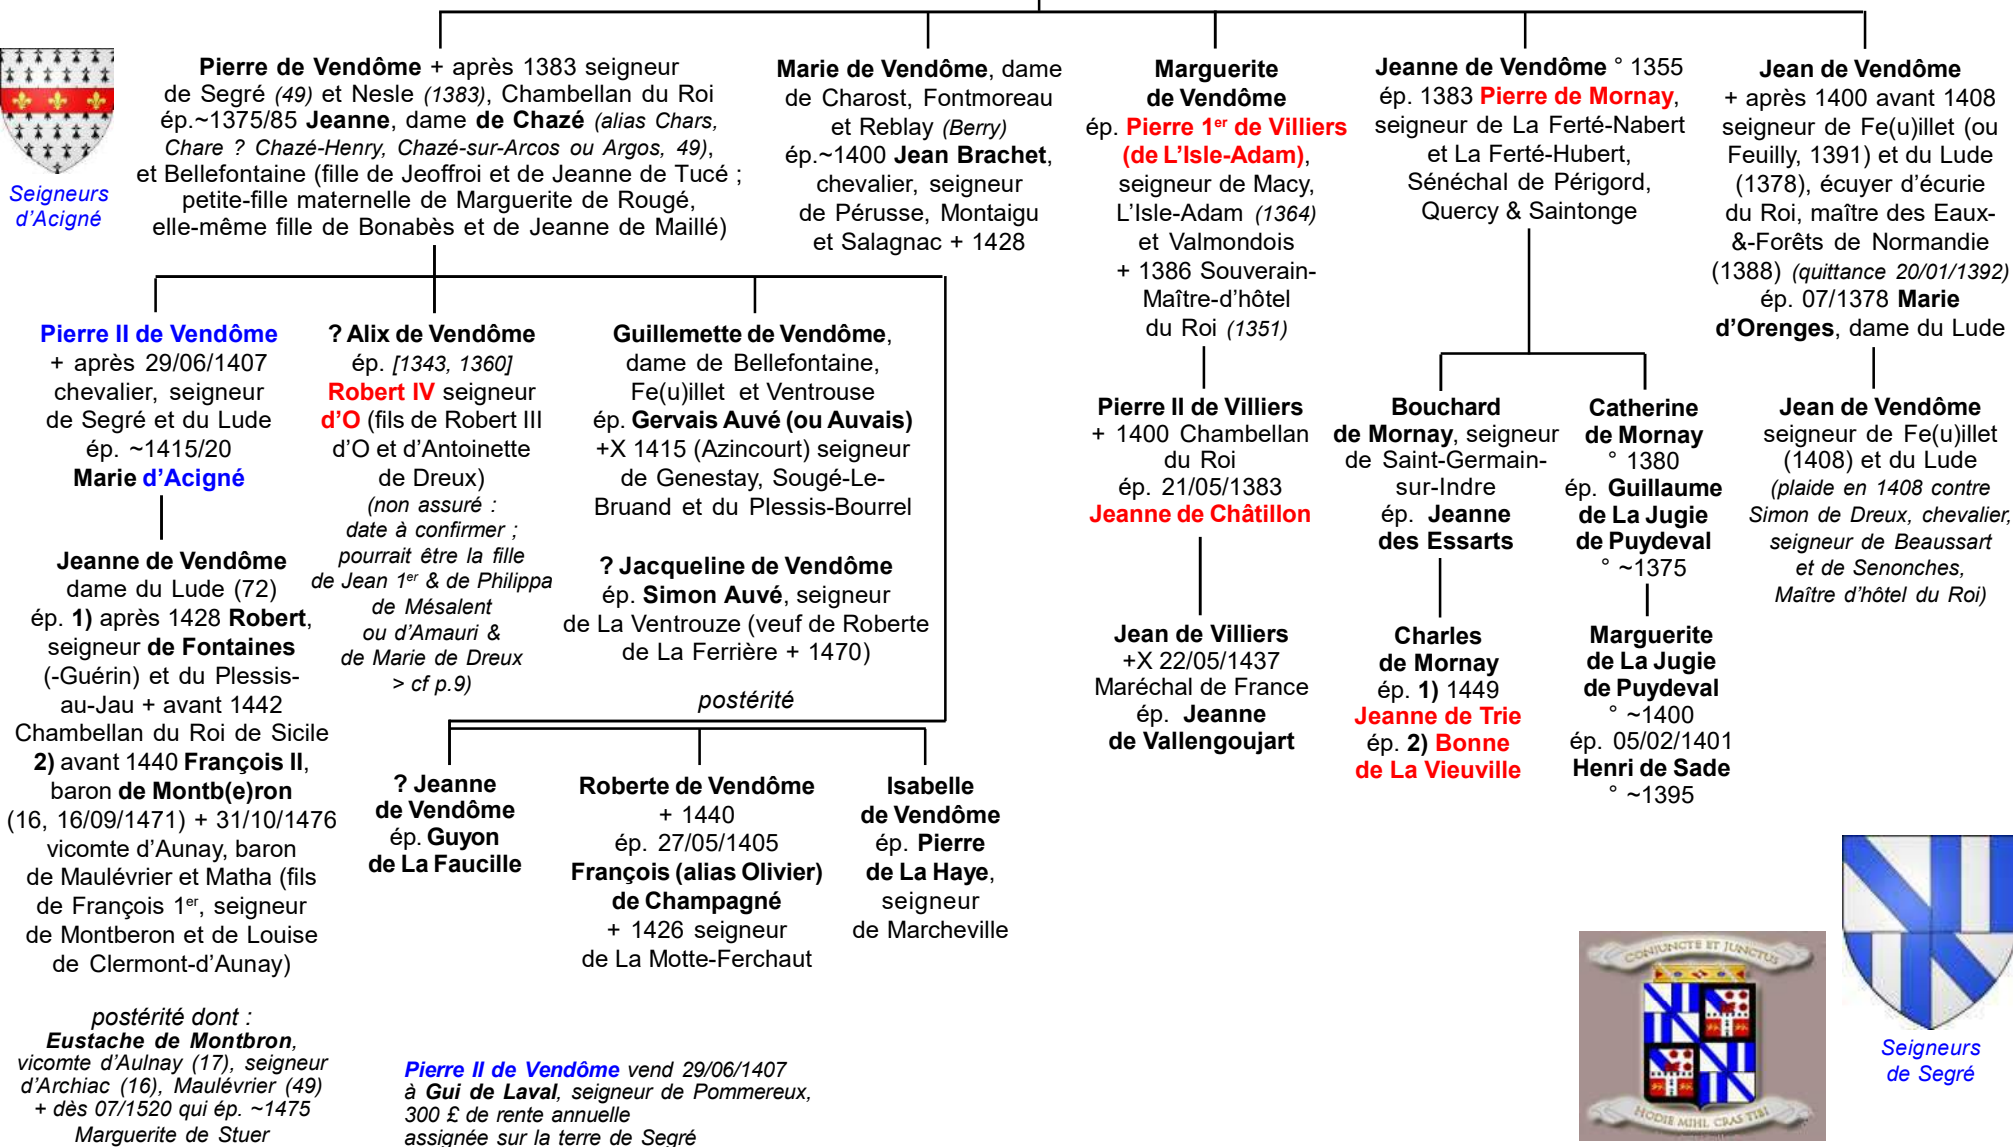 Seigneurs
d'Acigné
Pierre de Vendôme + après 1383 seigneur
de Segré (49) et Nesle (1383), Chambellan du Roi
ép.~1375/85 Jeanne, dame de Chazé (alias Chars,
Chare ? Chazé-Henry, Chazé-sur-Arcos ou Argos, 49),
et Bellefontaine (fille de Jeoffroi et de Jeanne de Tucé ;
petite-fille maternelle de Marguerite de Rougé,
elle-même fille de Bonabès et de Jeanne de Maillé)
Marie de Vendôme, dame
de Charost, Fontmoreau
et Reblay (Berry)
ép.~1400 Jean Brachet,
chevalier, seigneur
de Pérusse, Montaigu
et Salagnac + 1428
Marguerite
de Vendôme
ép. Pierre 1er de Villiers
(de L'Isle-Adam),
seigneur de Macy,
L'Isle-Adam (1364)
et Valmondois
+ 1386 Souverain-
Maître-d'hôtel
du Roi (1351)
Jeanne de Vendôme ° 1355
ép. 1383 Pierre de Mornay,
seigneur de La Ferté-Nabert
et La Ferté-Hubert,
Sénéchal de Périgord,
Quercy & Saintonge
Jean de Vendôme
+ après 1400 avant 1408
seigneur de Fe(u)illet (ou
Feuilly, 1391) et du Lude
(1378), écuyer d'écurie
du Roi, maître des Eaux-
&-Forêts de Normandie
(1388) (quittance 20/01/1392)
ép. 07/1378 Marie
d'Orenges, dame du Lude
Pierre II de Vendôme
+ après 29/06/1407
chevalier, seigneur
de Segré et du Lude
ép. ~1415/20
Marie d'Acigné
? Alix de Vendôme
ép. [1343, 1360]
Robert IV seigneur
d'O (fils de Robert III
d'O et d'Antoinette
de Dreux)
(non assuré :
date à confirmer ;
pourrait être la fille
de Jean 1er & de Philippa
de Mésalent
ou d'Amauri &
de Marie de Dreux
> cf p.9)
Guillemette de Vendôme,
dame de Bellefontaine,
Fe(u)illet et Ventrouse
ép. Gervais Auvé (ou Auvais)
+X 1415 (Azincourt) seigneur
de Genestay, Sougé-Le-
Bruand et du Plessis-Bourrel
? Jacqueline de Vendôme
ép. Simon Auvé, seigneur
de La Ventrouze (veuf de Roberte
de La Ferrière + 1470)
postérité
Pierre II de Villiers
+ 1400 Chambellan
du Roi
ép. 21/05/1383
Jeanne de Châtillon
Bouchard
de Mornay, seigneur
de Saint-Germain-
sur-Indre
ép. Jeanne
des Essarts
Catherine
de Mornay
° 1380
ép. Guillaume
de La Jugie
de Puydeval
° ~1375
Jean de Vendôme
seigneur de Fe(u)illet
(1408) et du Lude
(plaide en 1408 contre
Simon de Dreux, chevalier,
seigneur de Beaussart
et de Senonches,
Maître d'hôtel du Roi)
Jeanne de Vendôme
dame du Lude (72)
ép. 1) après 1428 Robert,
seigneur de Fontaines
(-Guérin) et du Plessis-
au-Jau + avant 1442
Chambellan du Roi de Sicile
2) avant 1440 François II,
baron de Montb(e)ron
(16, 16/09/1471) + 31/10/1476
vicomte d'Aunay, baron
de Maulévrier et Matha (fils
de François 1er, seigneur
de Montberon et de Louise
de Clermont-d'Aunay)
postérité dont :
Eustache de Montbron,
vicomte d'Aulnay (17), seigneur
d'Archiac (16), Maulévrier (49)
+ dès 07/1520 qui ép. ~1475
Marguerite de Stuer
? Jeanne
de Vendôme
ép. Guyon
de La Faucille
Roberte de Vendôme
+ 1440
ép. 27/05/1405
François (alias Olivier)
de Champagné
+ 1426 seigneur
de La Motte-Ferchaut
Isabelle
de Vendôme
ép. Pierre
de La Haye,
seigneur
de Marcheville
Jean de Villiers
+X 22/05/1437
Maréchal de France
ép. Jeanne
de Vallengoujart
Charles
de Mornay
ép. 1) 1449
Jeanne de Trie
ép. 2) Bonne
de La Vieuville
Marguerite
de La Jugie
de Puydeval
° ~1400
ép. 05/02/1401
Henri de Sade
° ~1395
Pierre II de Vendôme vend 29/06/1407
à Gui de Laval, seigneur de Pommereux,
300 £ de rente annuelle
assignée sur la terre de Segré
CONJUNCTE ET JUNCTUS
HODIE MIHI, CRAS TIBI
Seigneurs
de Segré